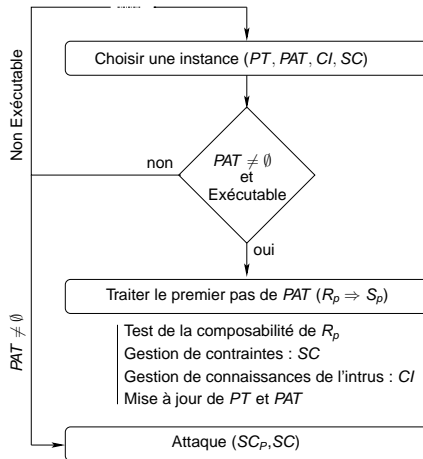 Choisir une instance (PT, PAT, CI, SC)
Non Exécutable
non
PAT ≠ ∅
et
Exécutable
oui
Traiter le premier pas de PAT (Rp ⇒ Sp)
Test de la composabilité de Rp
Gestion de contraintes : SC
Gestion de connaissances de l'intrus : CI
Mise à jour de PT et PAT
PAT ≠ ∅
Attaque (SCP,SC)